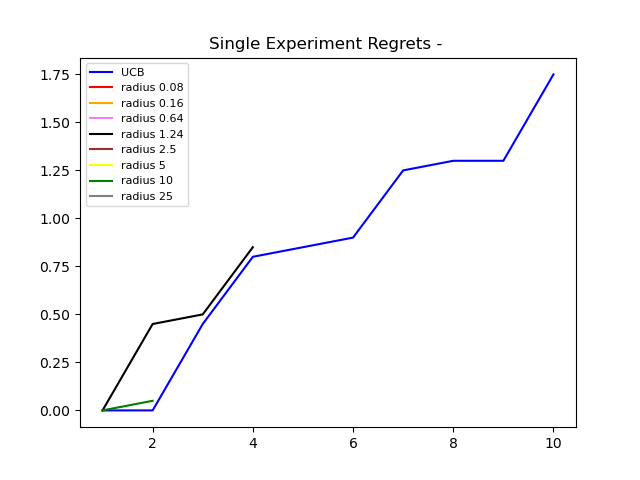 Single Experiment Regrets -
1.75
1.50
1.25
1.00
0.75
0.50
0.25
0.00
UCB
radius 0.08
radius 0.16
radius 0.64
radius 1.24
radius 2.5
radius 5
radius 10
radius 25
2 4 6 8 10